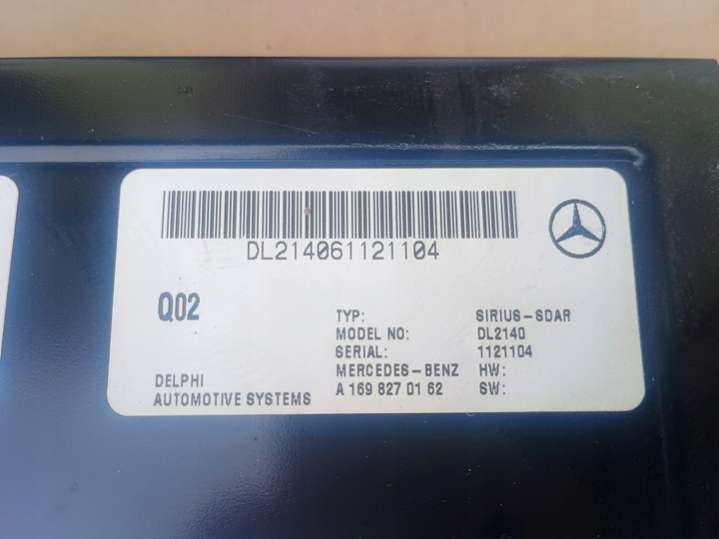 DL214061121104
Q02
TYP: SIRIUS-SDAR
MODEL NO: DL2140
SERIAL: 1121104
MERCEDES-BENZ HW:
A 169 827 01 62 SW:
DELPHI
AUTOMOTIVE SYSTEMS